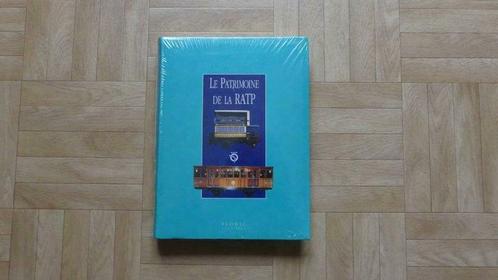 LE PATRIMOINE
DE LA RATP